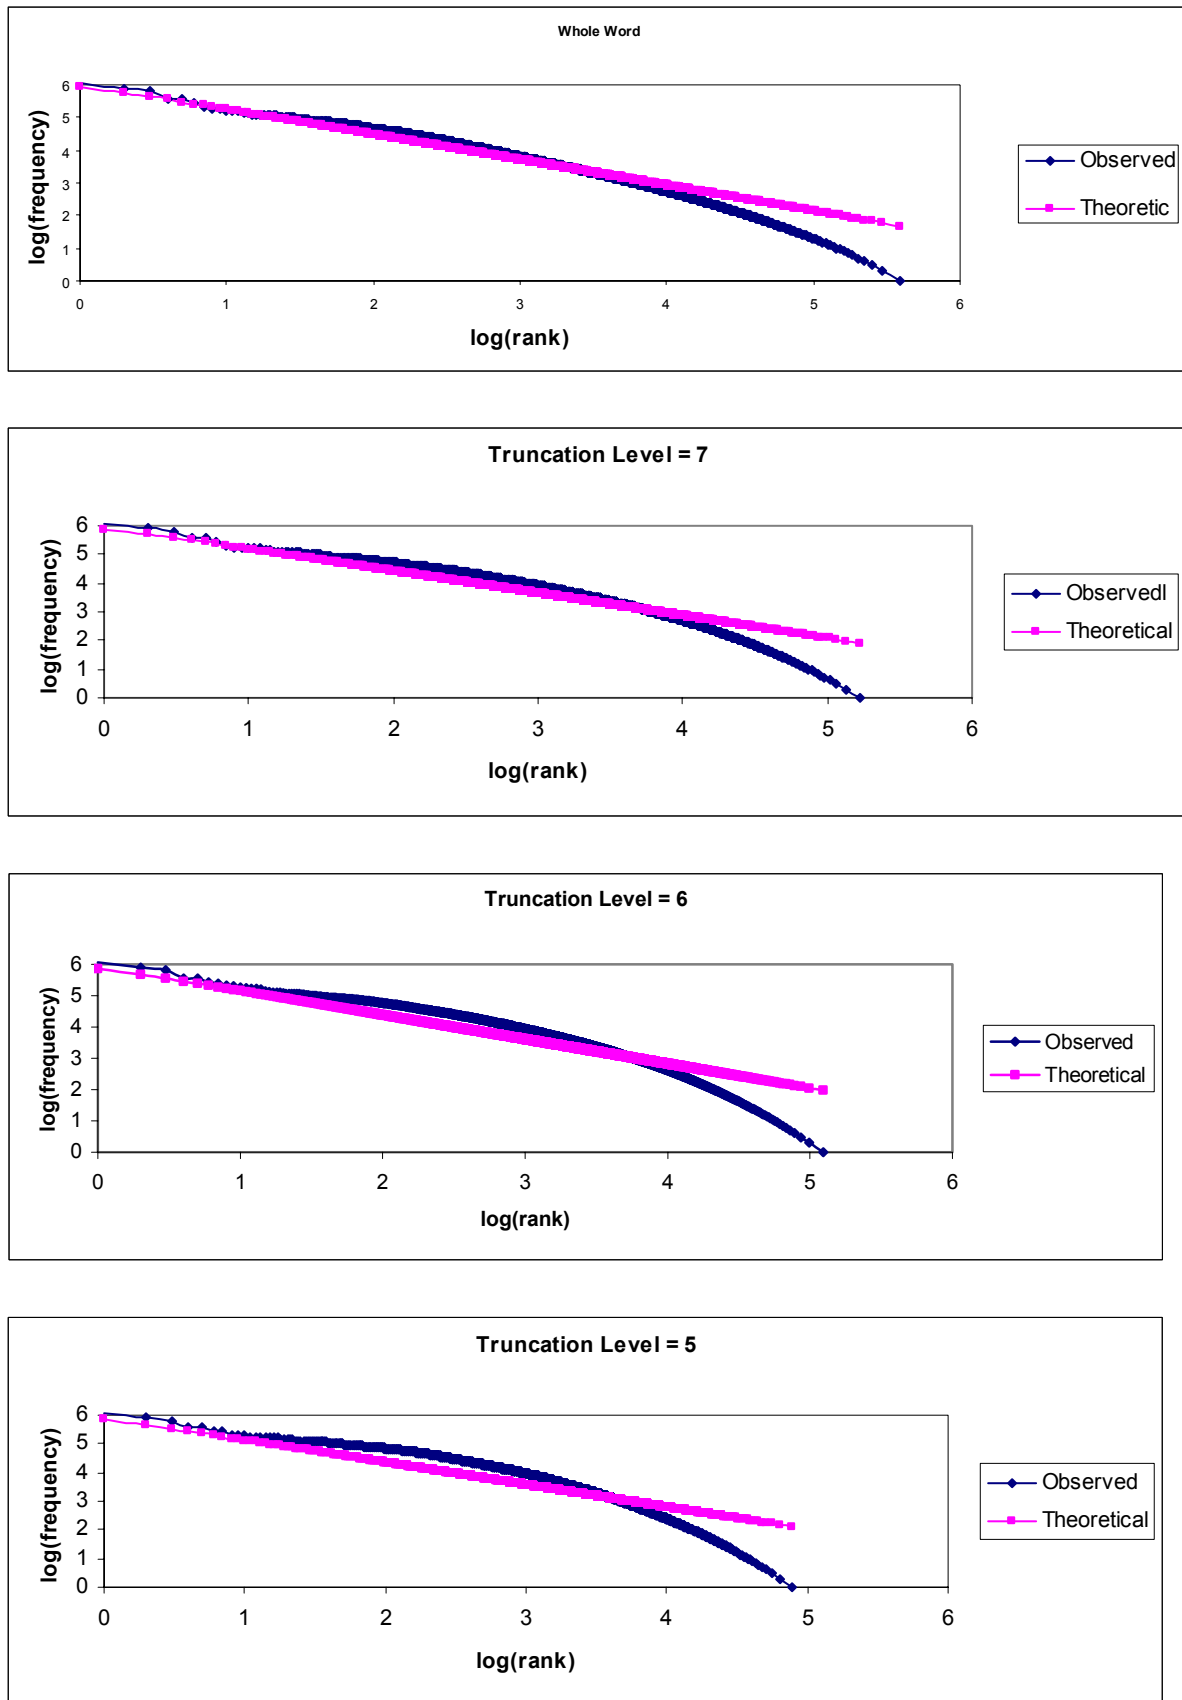 Whole Word
6
5
4
3
2
1
0
log(frequency)
0 1 2 3 4 5 6
log(rank)
Observed
Theoretic
Truncation Level = 7
6
5
4
3
2
1
0
log(frequency)
0 1 2 3 4 5 6
log(rank)
Observedl
Theoretical
Truncation Level = 6
6
5
4
3
2
1
0
log(frequency)
0 1 2 3 4 5 6
log(rank)
Observed
Theoretical
Truncation Level = 5
6
5
4
3
2
1
0
log(frequency)
0 1 2 3 4 5 6
log(rank)
Observed
Theoretical